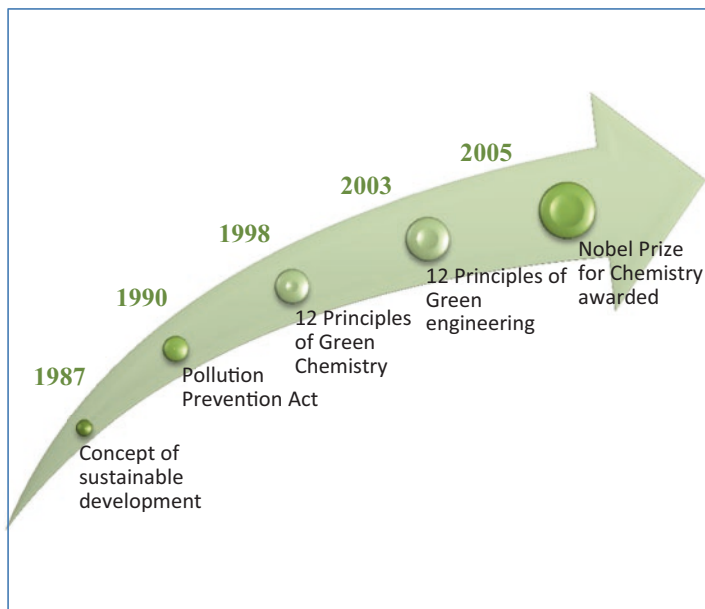 1987
Concept of
sustainable
development
1990
Pollution
Prevention Act
1998
12 Principles
of Green
Chemistry
2003
12 Principles of
Green
engineering
2005
Nobel Prize
for Chemistry
awarded